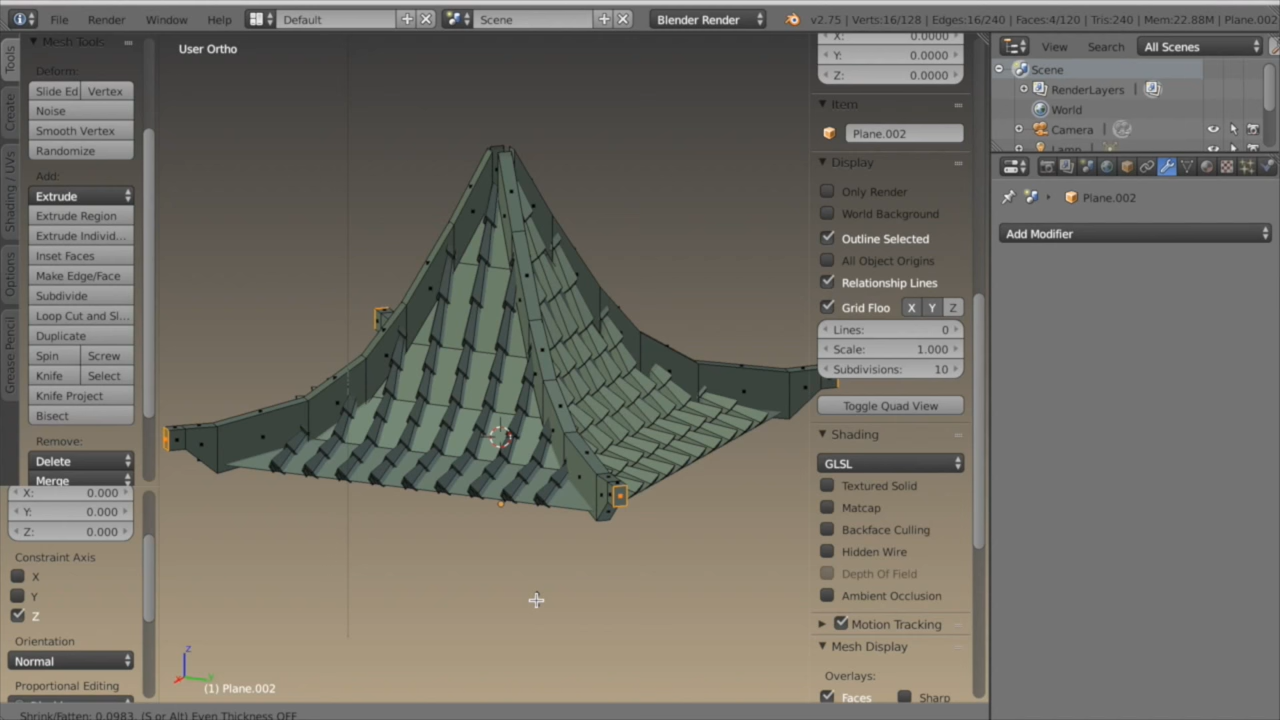 File Render Window Help Default Scene Blender Render v2.75 | Verts:16/128 | Edges:16/240 | Faces:4/120 | Tris:240 | Mem:22.88M | Plane.002
Tools
Create
Shading / UVs
Options
Grease Pencil
Mesh Tools
Deform:
Slide Ed Vertex
Noise
Smooth Vertex
Randomize
Add:
Extrude
Extrude Region
Extrude Individ...
Inset Faces
Make Edge/Face
Subdivide
Loop Cut and Sl...
Duplicate
Spin Screw
Knife Select
Knife Project
Bisect
Remove:
Delete
Merge
X: 0.000
Y: 0.000
Z: 0.000
Constraint Axis
X
Y
Z
Orientation
Normal
Proportional Editing
Shrink/Fatten: 0.0983, (S or Alt) Even Thickness OFF
User Ortho
z
(1) Plane.002
X: 0.0000
Y: 0.0000
Z: 0.0000
Item
Plane.002
Display
Only Render
World Background
Outline Selected
All Object Origins
Relationship Lines
Grid Floo X Y Z
Lines: 0
Scale: 1.000
Subdivisions: 10
Toggle Quad View
Shading
GLSL
Textured Solid
Matcap
Backface Culling
Hidden Wire
Depth Of Field
Ambient Occlusion
Motion Tracking
Mesh Display
Overlays:
Faces Sharp
View Search All Scenes
Scene
RenderLayers
World
Camera
Lamp
Plane.002
Add Modifier